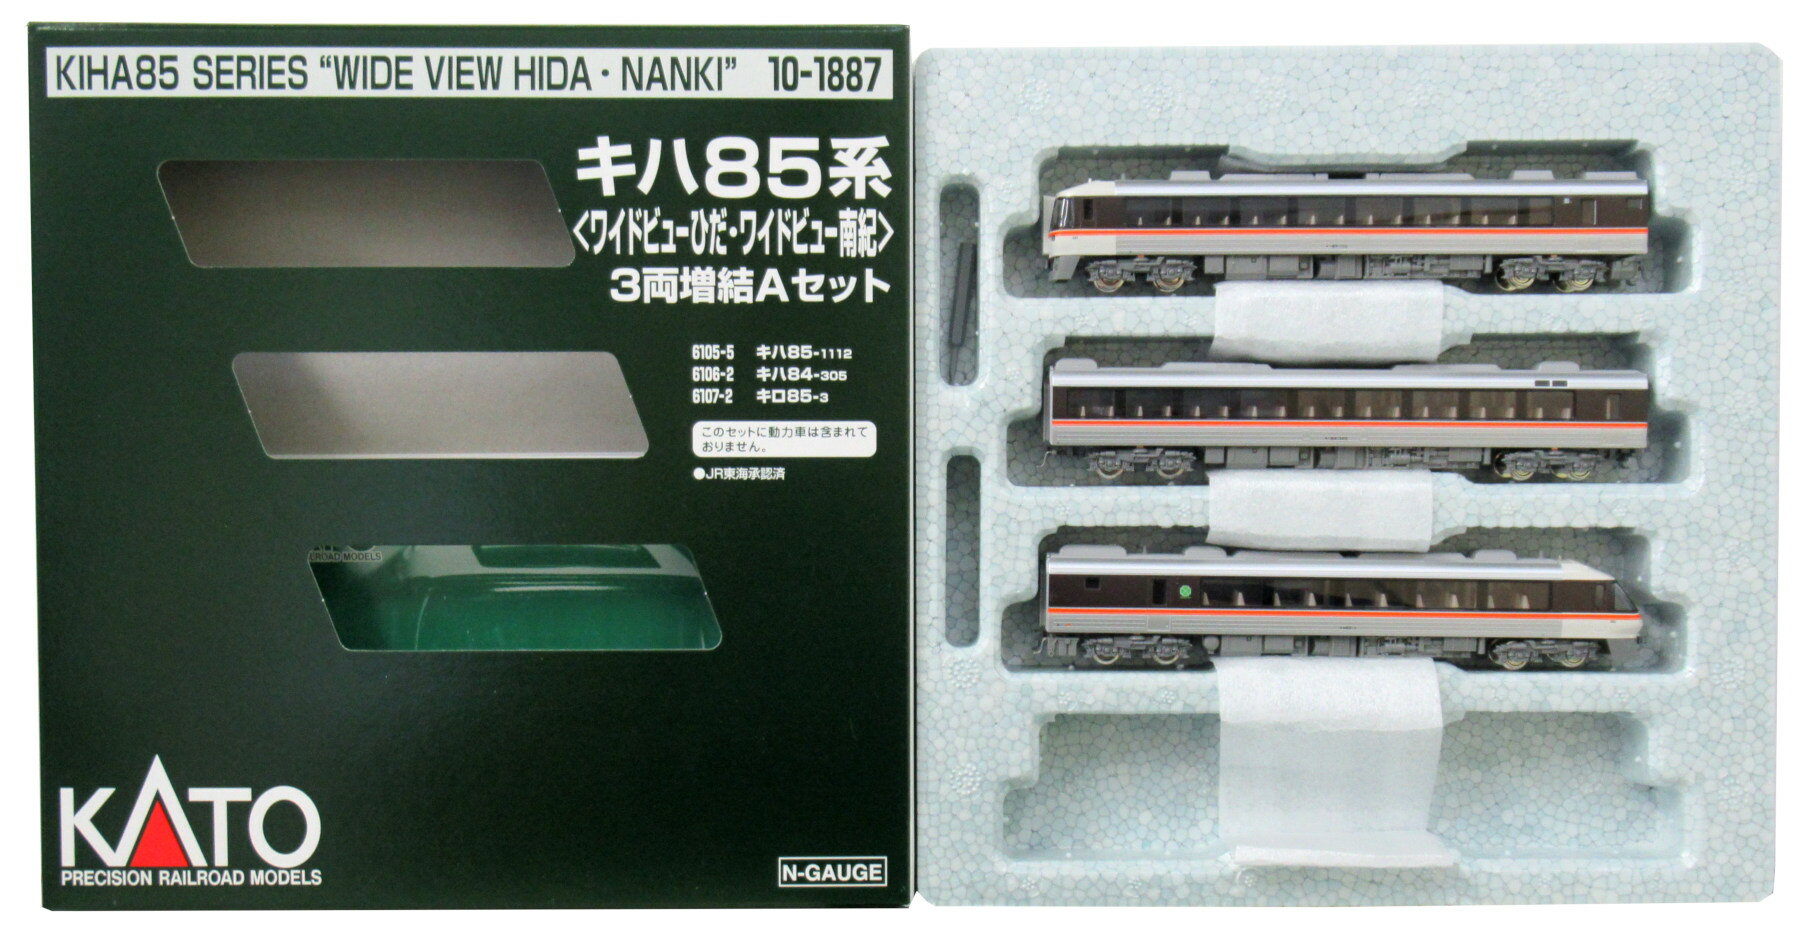 KIHA85 SERIES “WIDE VIEW HIDA・NANKI” 10-1887
キハ85系
〈ワイドビューひだ・ワイドビュー南紀〉
3両増結Aセット
6105-5 キハ85-1112
6106-2 キハ84-305
6107-2 キロ85-3
このセットに動力車は含まれて
おりません。
●JR東海承認済
LROAD MODELS
KATO
PRECISION RAILROAD MODELS
N-GAUGE